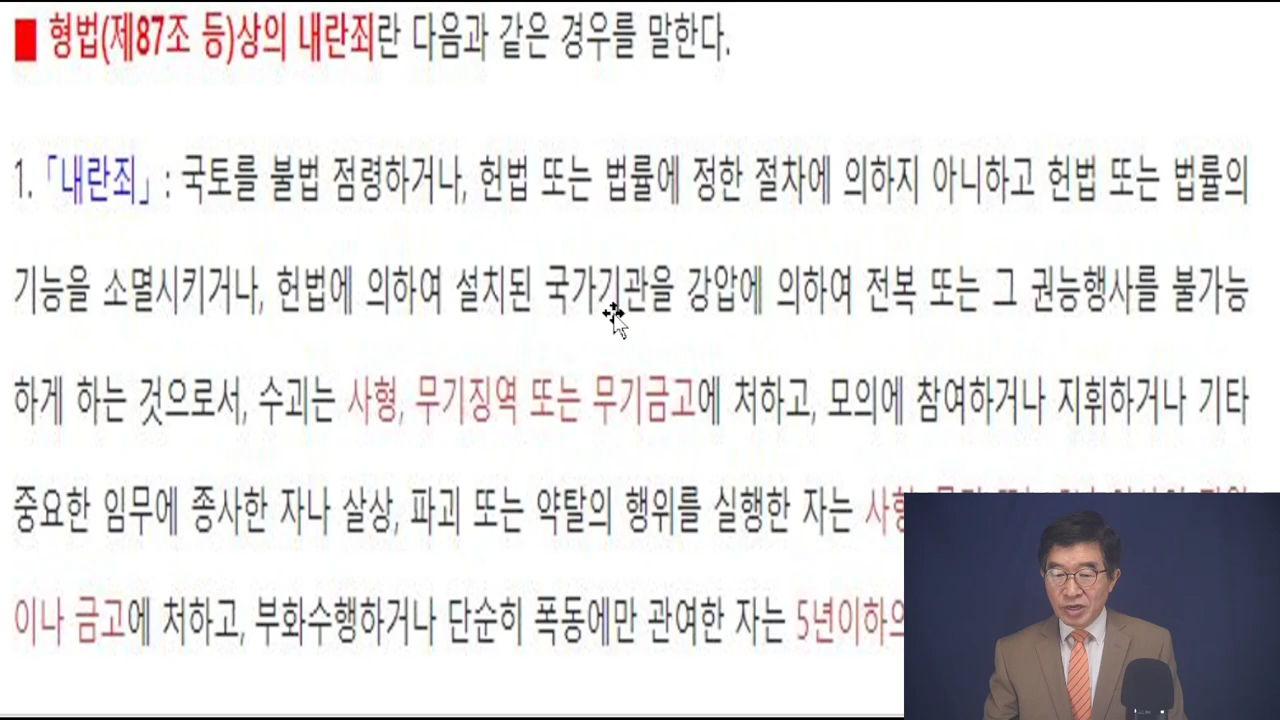 ■ 형법(제87조 등)상의 내란죄란 다음과 같은 경우를 말한다.
1. 「내란죄」 : 국토를 불법 점령하거나, 헌법 또는 법률에 정한 절차에 의하지 아니하고 헌법 또는 법률의
기능을 소멸시키거나, 헌법에 의하여 설치된 국가기관을 강압에 의하여 전복 또는 그 권능행사를 불가능
하게 하는 것으로서, 수괴는 사형, 무기징역 또는 무기금고에 처하고, 모의에 참여하거나 지휘하거나 기타
중요한 임무에 종사한 자나 살상, 파괴 또는 약탈의 행위를 실행한 자는
이나 금고에 처하고, 부화수행하거나 단순히 폭동에만 관여한 자는 5년이하의